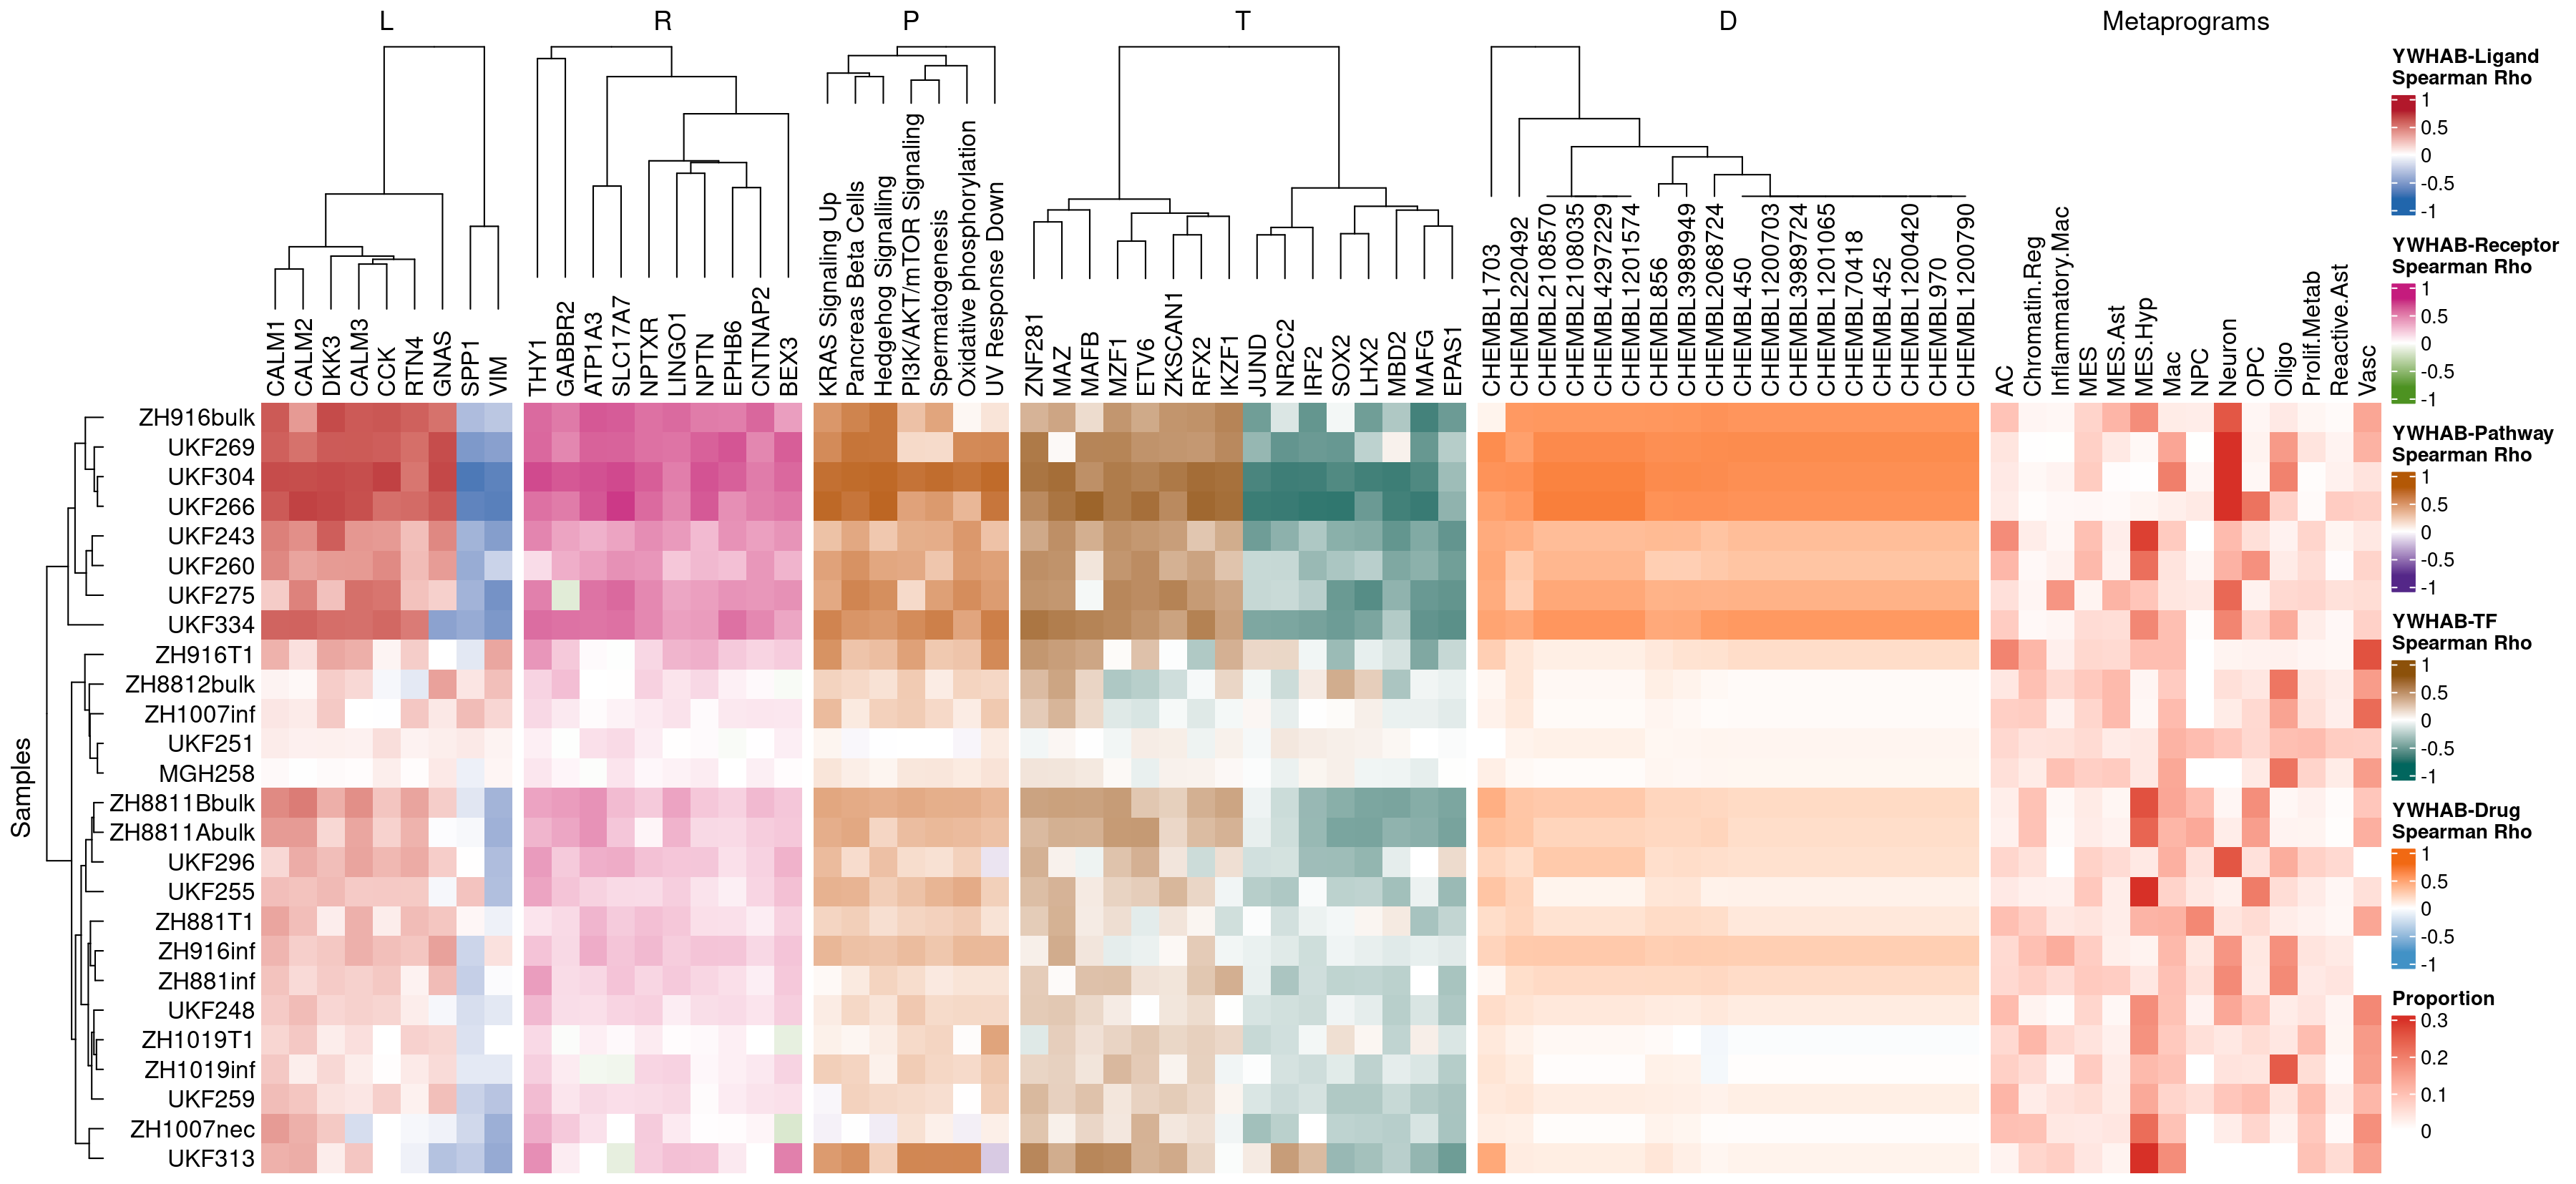 L
R
P
T
D
Metaprograms
CALM1
CALM2
DKK3
CALM3
CCK
RTN4
GNAS
SPP1
VIM
THY1
GABBR2
ATP1A3
SLC17A7
NPTXR
LINGO1
NPTN
EPHB6
CNTNAP2
BEX3
KRAS Signaling Up
Pancreas Beta Cells
Hedgehog Signalling
PI3K/AKT/mTOR Signaling
Spermatogenesis
Oxidative phosphorylation
UV Response Down
ZNF281
MAZ
MAFB
MZF1
ETV6
ZKSCAN1
RFX2
IKZF1
JUND
NR2C2
IRF2
SOX2
LHX2
MBD2
MAFG
EPAS1
CHEMBL1703
CHEMBL220492
CHEMBL2108570
CHEMBL2108035
CHEMBL4297229
CHEMBL1201574
CHEMBL856
CHEMBL3989949
CHEMBL2068724
CHEMBL450
CHEMBL1200703
CHEMBL3989724
CHEMBL1201065
CHEMBL70418
CHEMBL452
CHEMBL1200420
CHEMBL970
CHEMBL1200790
AC
Chromatin.Reg
Inflammatory.Mac
MES
MES.Ast
MES.Hyp
Mac
NPC
Neuron
OPC
Oligo
Prolif.Metab
Reactive.Ast
Vasc
Samples
ZH916bulk
UKF269
UKF304
UKF266
UKF243
UKF260
UKF275
UKF334
ZH916T1
ZH8812bulk
ZH1007inf
UKF251
MGH258
ZH8811Bbulk
ZH8811Abulk
UKF296
UKF255
ZH881T1
ZH916inf
ZH881inf
UKF248
ZH1019T1
ZH1019inf
UKF259
ZH1007nec
UKF313
YWHAB-Ligand
Spearman Rho
1
0.5
0
-0.5
-1
YWHAB-Receptor
Spearman Rho
1
0.5
0
-0.5
-1
YWHAB-Pathway
Spearman Rho
1
0.5
0
-0.5
-1
YWHAB-TF
Spearman Rho
1
0.5
0
-0.5
-1
YWHAB-Drug
Spearman Rho
1
0.5
0
-0.5
-1
Proportion
0.3
0.2
0.1
0